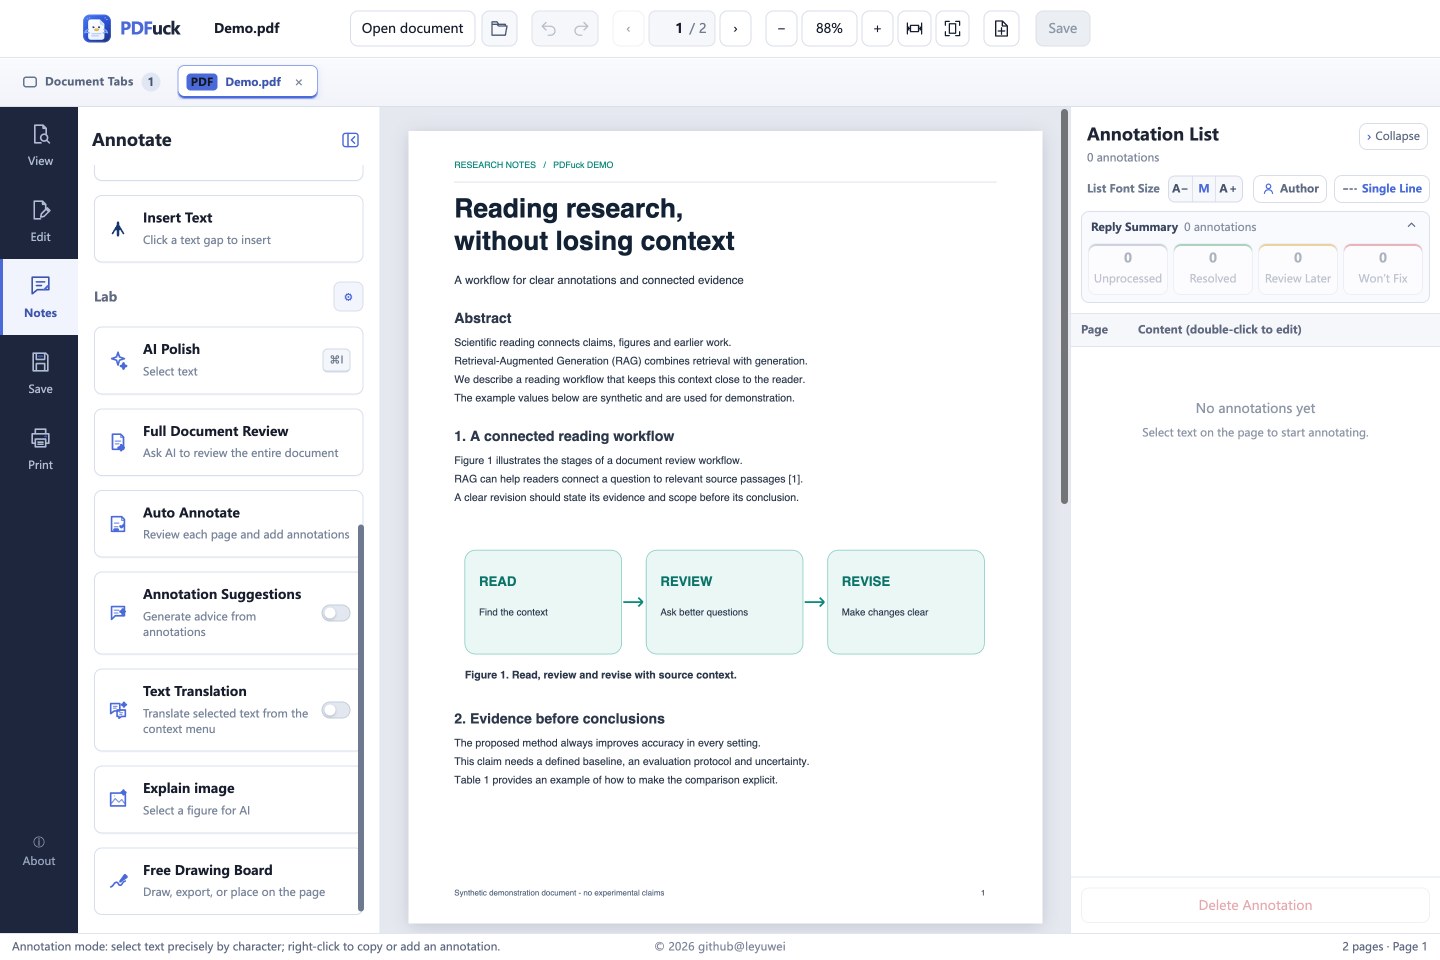 PDFuck
Demo.pdf
Open document
1 / 2
88%
Save
Document Tabs 1
PDF Demo.pdf ×
View
Edit
Notes
Save
Print
About
Annotate
Insert Text
Click a text gap to insert
Lab
AI Polish
Select text
⌘I
Full Document Review
Ask AI to review the entire document
Auto Annotate
Review each page and add annotations
Annotation Suggestions
Generate advice from
annotations
Text Translation
Translate selected text from the
context menu
Explain image
Select a figure for AI
Free Drawing Board
Draw, export, or place on the page
RESEARCH NOTES / PDFuck DEMO
Reading research,
without losing context
A workflow for clear annotations and connected evidence
Abstract
Scientific reading connects claims, figures and earlier work.
Retrieval-Augmented Generation (RAG) combines retrieval with generation.
We describe a reading workflow that keeps this context close to the reader.
The example values below are synthetic and are used for demonstration.
1. A connected reading workflow
Figure 1 illustrates the stages of a document review workflow.
RAG can help readers connect a question to relevant source passages [1].
A clear revision should state its evidence and scope before its conclusion.
READ
Find the context
REVIEW
Ask better questions
REVISE
Make changes clear
Figure 1. Read, review and revise with source context.
2. Evidence before conclusions
The proposed method always improves accuracy in every setting.
This claim needs a defined baseline, an evaluation protocol and uncertainty.
Table 1 provides an example of how to make the comparison explicit.
Synthetic demonstration document - no experimental claims
1
Annotation List
› Collapse
0 annotations
List Font Size A− M A+ Author --- Single Line
Reply Summary 0 annotations
0 Unprocessed
0 Resolved
0 Review Later
0 Won't Fix
Page Content (double-click to edit)
No annotations yet
Select text on the page to start annotating.
Delete Annotation
Annotation mode: select text precisely by character; right-click to copy or add an annotation.
© 2026 github@leyuwei
2 pages · Page 1